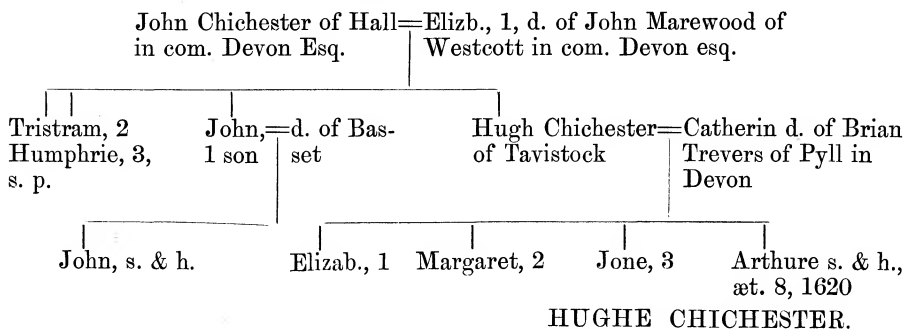 John Chichester of Hall=Elizb., 1, d. of John Marewood of
in com. Devon Esq. Westcott in com. Devon esq.
Tristram, 2 John,=d. of Bas- Hugh Chichester=Catherin d. of Brian
Humphrie, 3, 1 son set of Tavistock Trevers of Pyll in
s. p. Devon
John, s. & h. Elizab., 1 Margaret, 2 Jone, 3 Arthure s. & h.,
æt. 8, 1620
HUGHE CHICHESTER.